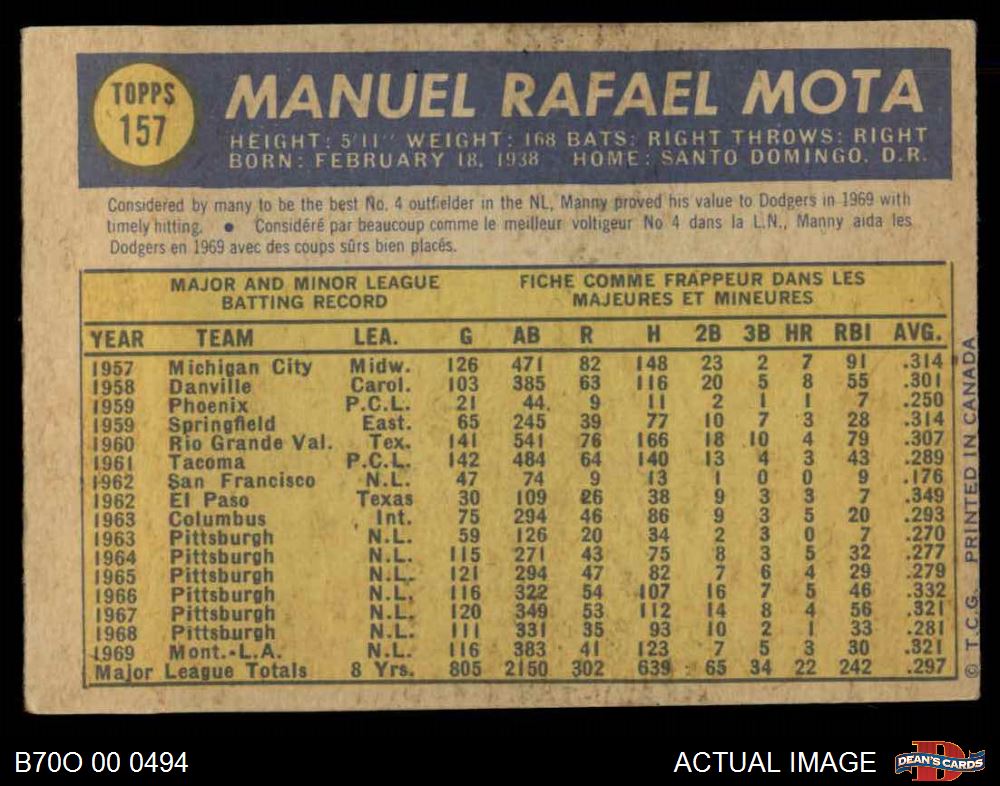 TOPPS
157
MANUEL RAFAEL MOTA
HEIGHT: 5'11" WEIGHT: 168 BATS: RIGHT THROWS: RIGHT
BORN: FEBRUARY 18, 1938 HOME: SANTO DOMINGO, D.R.
Considered by many to be the best No. 4 outfielder in the NL, Manny proved his value to Dodgers in 1969 with
timely hitting. • Considéré par beaucoup comme le meilleur voltigeur No 4 dans la L.N., Manny aida les
Dodgers en 1969 avec des coups sûrs bien placés.
MAJOR AND MINOR LEAGUE FICHE COMME FRAPPEUR DANS LES
BATTING RECORD MAJEURES ET MINEURES
YEAR TEAM LEA. G AB R H 2B 3B HR RBI AVG.
1957 Michigan City Midw. 126 471 82 148 23 2 7 91 .314
1958 Danville Carol. 103 385 63 116 20 5 8 55 .301
1959 Phoenix P.C.L. 21 44 9 11 2 1 1 7 .250
1959 Springfield East. 65 245 39 77 10 7 3 28 .314
1960 Rio Grande Val. Tex. 141 541 76 166 18 10 4 79 .307
1961 Tacoma P.C.L. 142 484 64 140 13 4 3 43 .289
1962 San Francisco N.L. 47 74 9 13 1 0 0 9 .176
1962 El Paso Texas 30 109 26 38 9 3 3 7 .349
1963 Columbus Int. 75 294 46 86 9 3 5 20 .293
1963 Pittsburgh N.L. 59 126 20 34 2 3 0 7 .270
1964 Pittsburgh N.L. 115 271 43 75 8 3 5 32 .277
1965 Pittsburgh N.L. 121 294 47 82 7 6 4 29 .279
1966 Pittsburgh N.L. 116 322 54 107 16 7 5 46 .332
1967 Pittsburgh N.L. 120 349 53 112 14 8 4 56 .321
1968 Pittsburgh N.L. 111 331 35 93 10 2 1 33 .281
1969 Mont.-L.A. N.L. 116 383 41 123 7 5 3 30 .321
Major League Totals 8 Yrs. 805 2150 302 639 65 34 22 242 .297
© T.C.G. PRINTED IN CANADA
B70O 00 0494
ACTUAL IMAGE
D
DEAN'S CARDS